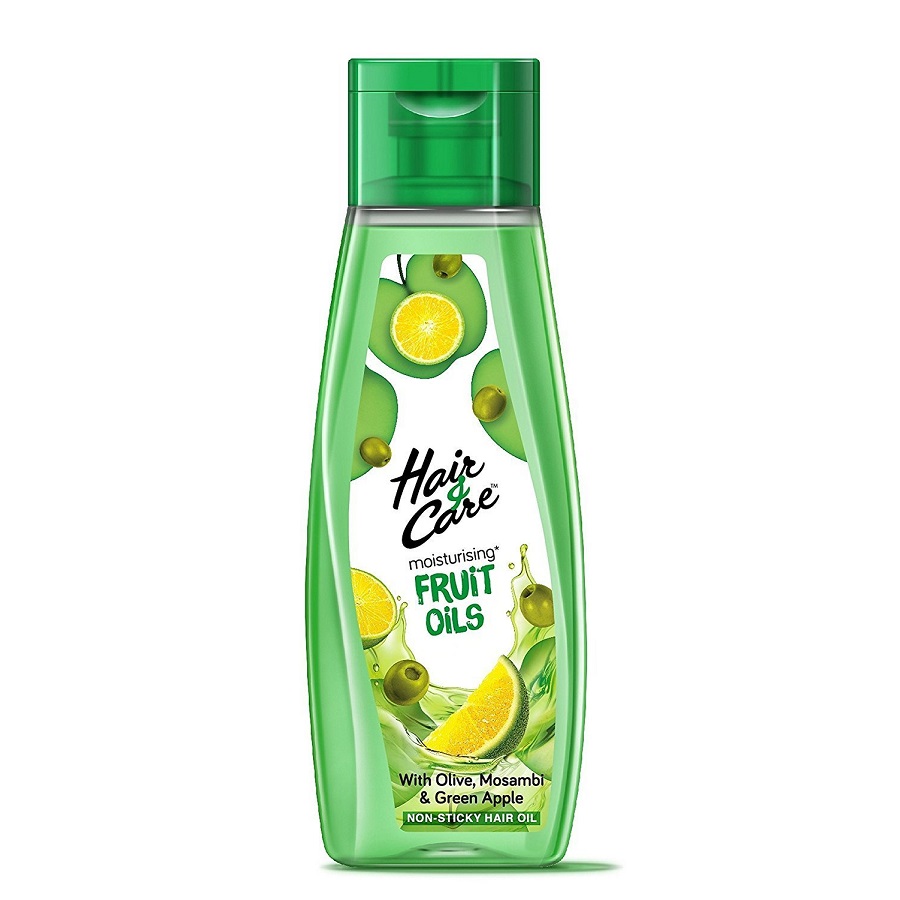 Hair
&
Care™
moisturising*
FRUiT
OiLS
With Olive, Mosambi
& Green Apple
NON-STICKY HAIR OIL